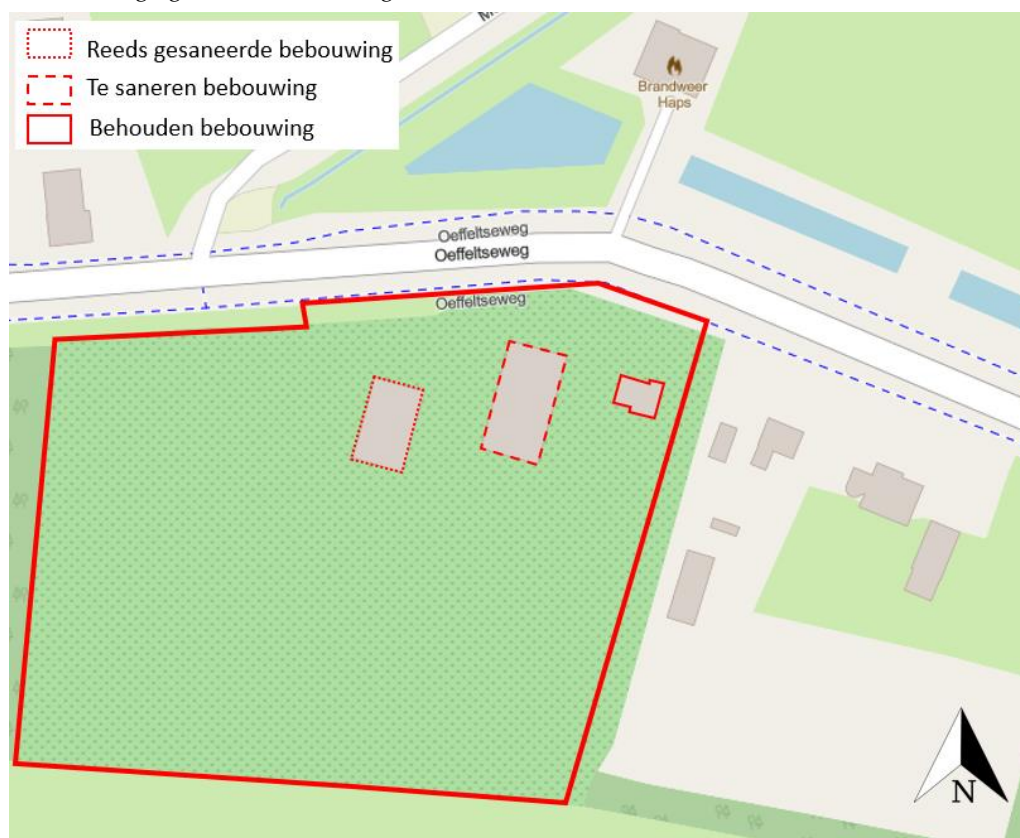 Reeds gesaneerde bebouwing
Te saneren bebouwing
Behouden bebouwing
Brandweer
Haps
Oeffeltseweg
Oeffeltseweg
Oeffeltseweg
N